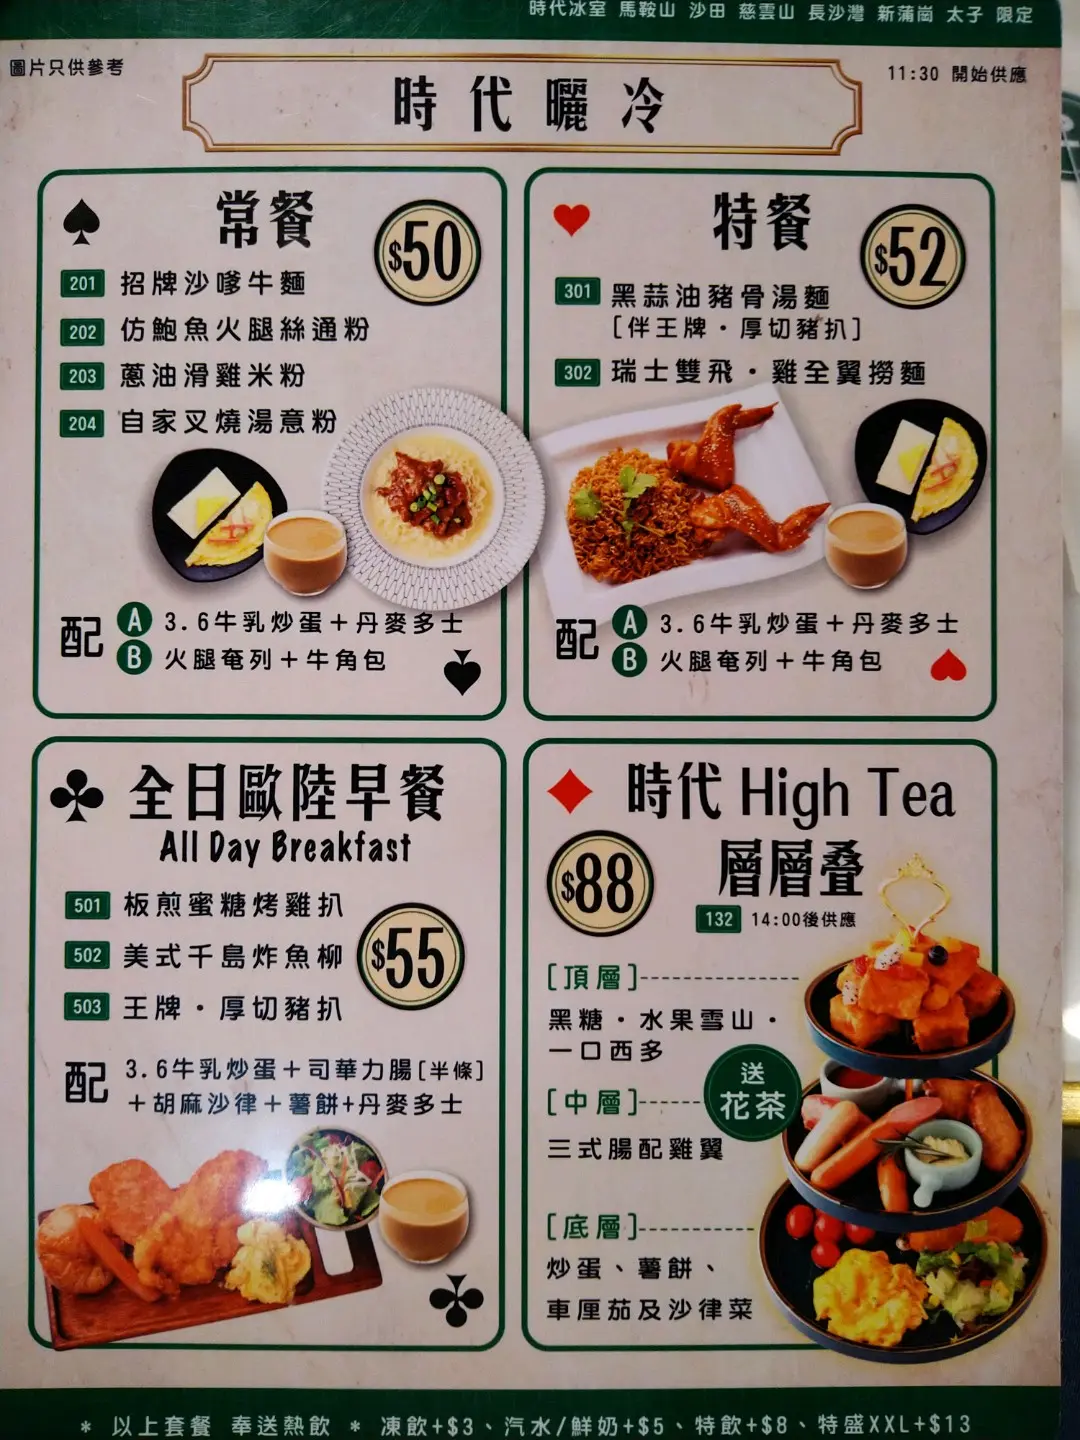 時代冰室 馬鞍山 沙田 慈雲山 長沙灣 新蒲崗 太子 限定
圖片只供參考
11:30 開始供應
時代曬冷
常餐
$50
201 招牌沙嗲牛麵
202 仿鮑魚火腿絲通粉
203 蔥油滑雞米粉
204 自家叉燒湯意粉
配
A 3.6牛乳炒蛋＋丹麥多士
B 火腿奄列＋牛角包
特餐
$52
301 黑蒜油豬骨湯麵
[伴王牌・厚切豬扒]
302 瑞士雙飛・雞全翼撈麵
配
A 3.6牛乳炒蛋＋丹麥多士
B 火腿奄列＋牛角包
全日歐陸早餐
All Day Breakfast
501 板煎蜜糖烤雞扒
502 美式千島炸魚柳
503 王牌・厚切豬扒
$55
配
3.6牛乳炒蛋＋司華力腸[半條]
＋胡麻沙律＋薯餅+丹麥多士
時代 High Tea
層層叠
$88
132 14:00後供應
[頂層]
黑糖・水果雪山・
一口西多
送
花茶
[中層]
三式腸配雞翼
[底層]
炒蛋、薯餅、
車厘茄及沙律菜
* 以上套餐 奉送熱飲 * 凍飲+$3、汽水/鮮奶+$5、特飲+$8、特盛XXL+$13